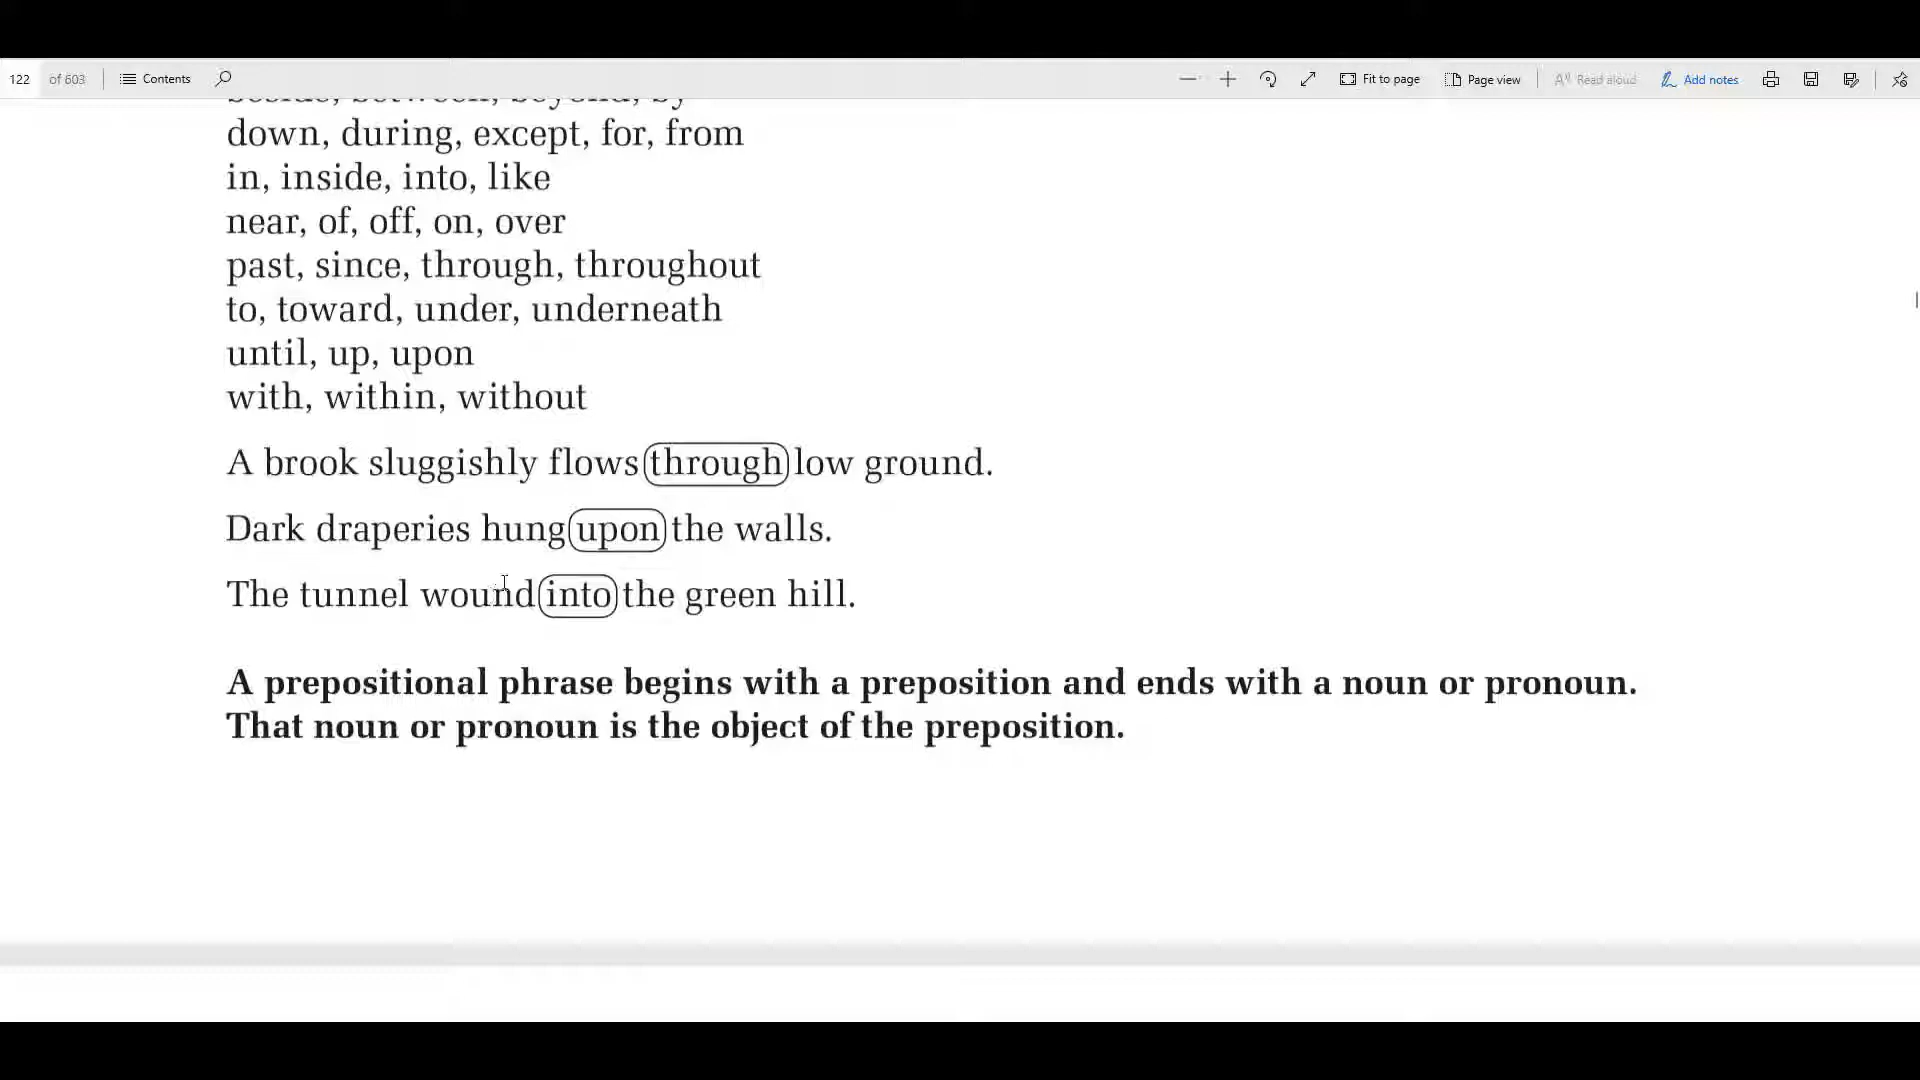 122 of 603 Contents Fit to page Page view Read aloud Add notes
beside, between, beyond, by
down, during, except, for, from
in, inside, into, like
near, of, off, on, over
past, since, through, throughout
to, toward, under, underneath
until, up, upon
with, within, without
A brook sluggishly flows through low ground.
Dark draperies hung upon the walls.
The tunnel wound into the green hill.
A prepositional phrase begins with a preposition and ends with a noun or pronoun.
That noun or pronoun is the object of the preposition.